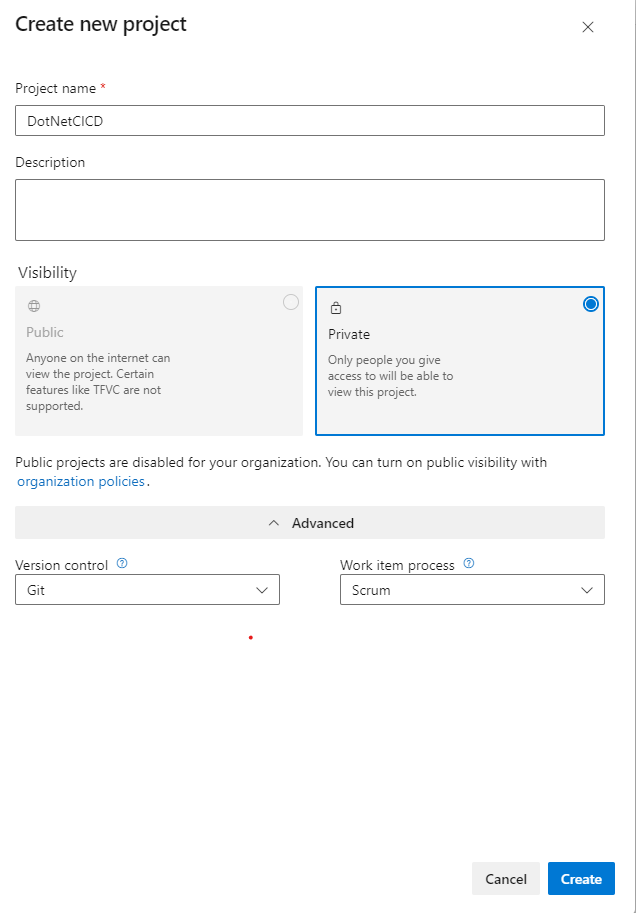 Create new project
Project name *
DotNetCICD
Description
Visibility
Public
Anyone on the internet can
view the project. Certain
features like TFVC are not
supported.
Private
Only people you give
access to will be able to
view this project.
Public projects are disabled for your organization. You can turn on public visibility with
organization policies.
Advanced
Version control
Git
Work item process
Scrum
Cancel
Create